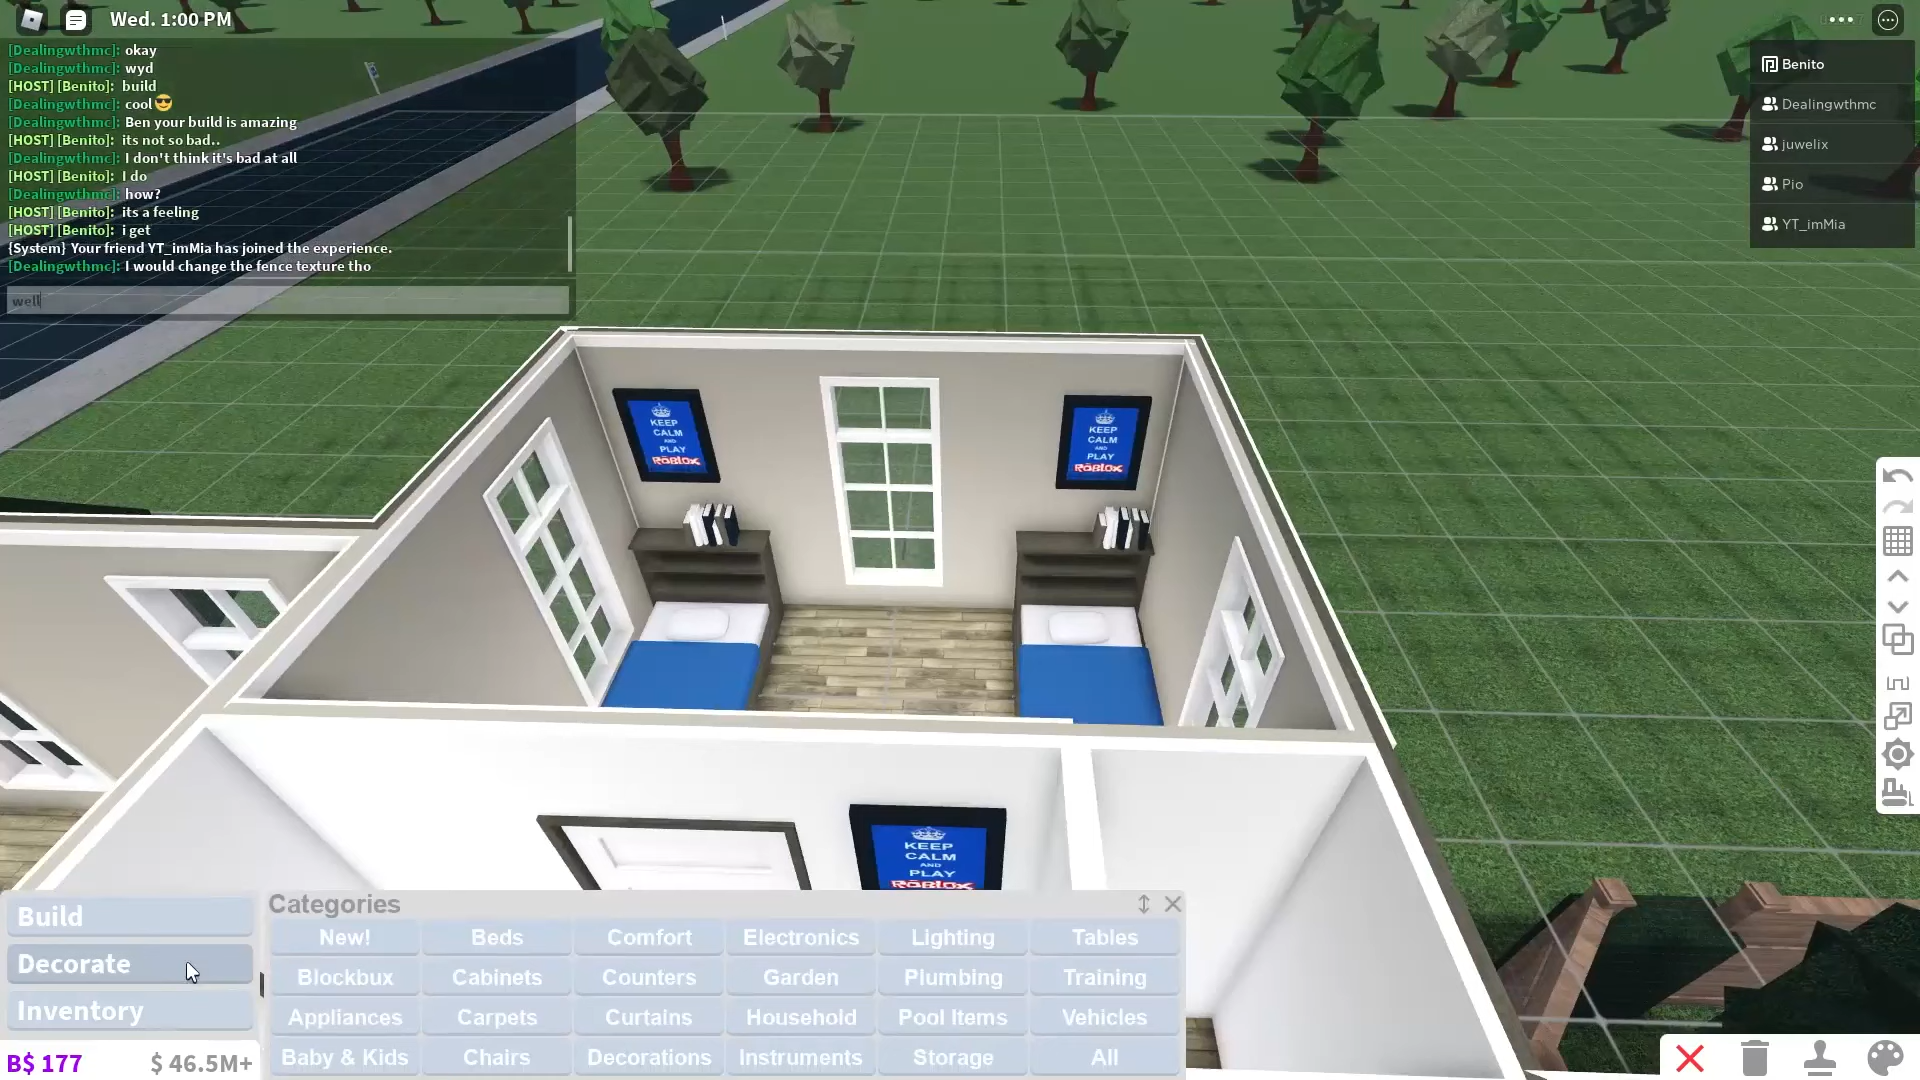 Wed. 1:00 PM
[Dealingwthmc]: okay
[Dealingwthmc]: wyd
[HOST] [Benito]: build
[Dealingwthmc]: cool😎
[Dealingwthmc]: Ben your build is amazing
[HOST] [Benito]: its not so bad..
[Dealingwthmc]: I don't think it's bad at all
[HOST] [Benito]: I do
[Dealingwthmc]: how?
[HOST] [Benito]: its a feeling
[HOST] [Benito]: i get
{System} Your friend YT_imMia has joined the experience.
[Dealingwthmc]: I would change the fence texture tho
well
Benito
Dealingwthmc
juwelix
Pio
YT_imMia
KEEP
CALM
AND
PLAY
ROBLOX
KEEP
CALM
AND
PLAY
ROBLOX
KEEP
CALM
AND
PLAY
ROBLOX
Build
Decorate
Inventory
B$ 177 $ 46.5M+
Categories
New! Beds Comfort Electronics Lighting Tables
Blockbux Cabinets Counters Garden Plumbing Training
Appliances Carpets Curtains Household Pool Items Vehicles
Baby & Kids Chairs Decorations Instruments Storage All